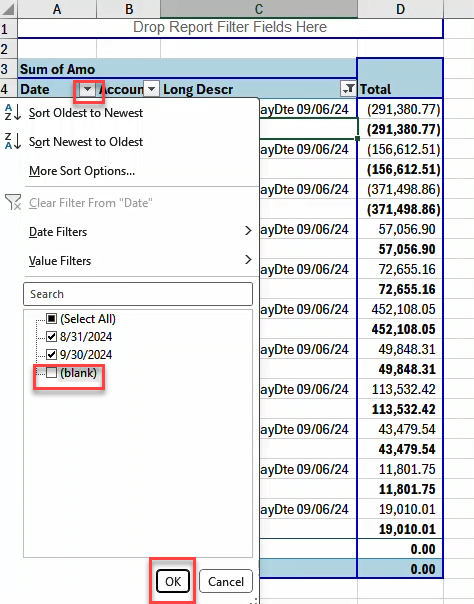 A B C D
1 Drop Report Filter Fields Here
2
3 Sum of Amo
4 Date Accoun Long Descr Total
Sort Oldest to Newest
Sort Newest to Oldest
More Sort Options...
Clear Filter From "Date"
Date Filters
Value Filters
Search
(Select All)
8/31/2024
9/30/2024
(blank)
OK Cancel
ayDte 09/06/24 (291,380.77)
(291,380.77)
ayDte 09/06/24 (156,612.51)
(156,612.51)
ayDte 09/06/24 (371,498.86)
(371,498.86)
ayDte 09/06/24 57,056.90
57,056.90
ayDte 09/06/24 72,655.16
72,655.16
ayDte 09/06/24 452,108.05
452,108.05
ayDte 09/06/24 49,848.31
49,848.31
ayDte 09/06/24 113,532.42
113,532.42
ayDte 09/06/24 43,479.54
43,479.54
ayDte 09/06/24 11,801.75
11,801.75
ayDte 09/06/24 19,010.01
19,010.01
0.00
0.00